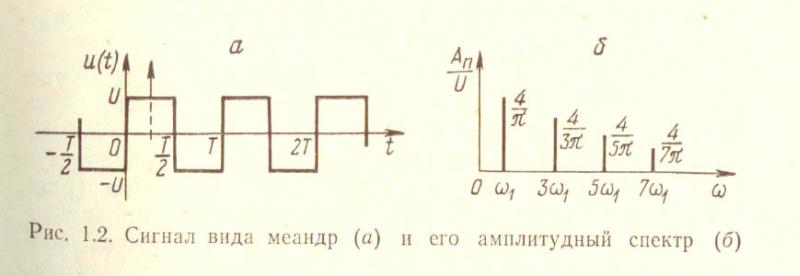 а
б
u(t)
Aₙ/U
U
4/π
4/3π
4/5π
4/7π
-T/2 0 T/2 T 2T t
-U
0 ω₁ 3ω₁ 5ω₁ 7ω₁ ω
Рис. 1.2. Сигнал вида меандр (а) и его амплитудный спектр (б)